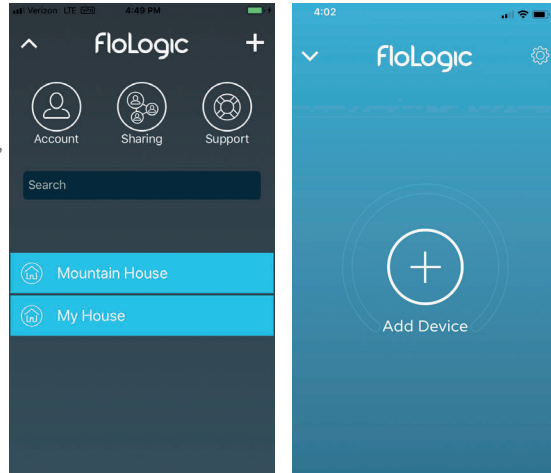 Verizon LTE VPN 4:49 PM
FloLogic
Account Sharing Support
Search
Mountain House
My House
4:02
FloLogic
Add Device